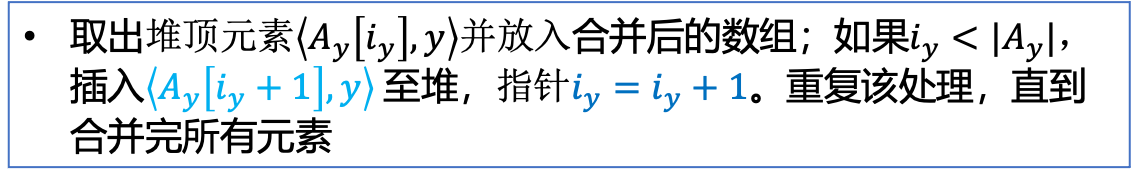 • 取出堆顶元素⟨A_y[i_y], y⟩并放入合并后的数组；如果i_y < |A_y|，
插入⟨A_y[i_y + 1], y⟩ 至堆，指针i_y = i_y + 1。重复该处理，直到
合并完所有元素